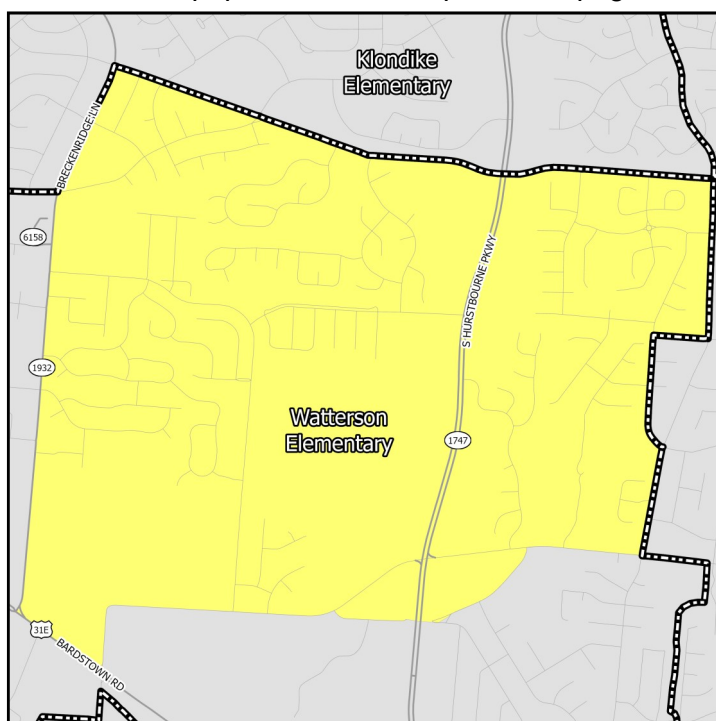 Klondike
Elementary
BRECKENRIDGE LN
6158
S HURSTBOURNE PKWY
1932
Watterson
Elementary
1747
31E
BARDSTOWN RD